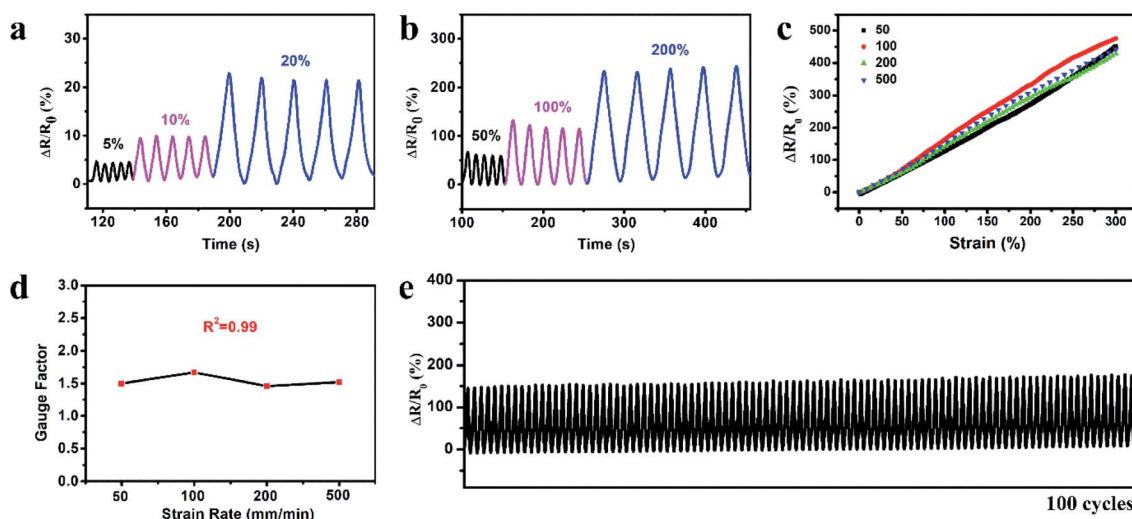 a
30
20
10
0
ΔR/R0 (%)
5%
10%
20%
120 160 200 240 280
Time (s)
b
300
200
100
0
ΔR/R0 (%)
50%
100%
200%
100 200 300 400
Time (s)
c
500
400
300
200
100
0
ΔR/R0 (%)
50
100
200
500
0 50 100 150 200 250 300
Strain (%)
d
3.0
2.5
2.0
1.5
1.0
0.5
0.0
Gauge Factor
R²=0.99
50 100 200 500
Strain Rate (mm/min)
e
400
300
200
100
0
ΔR/R0 (%)
100 cycles